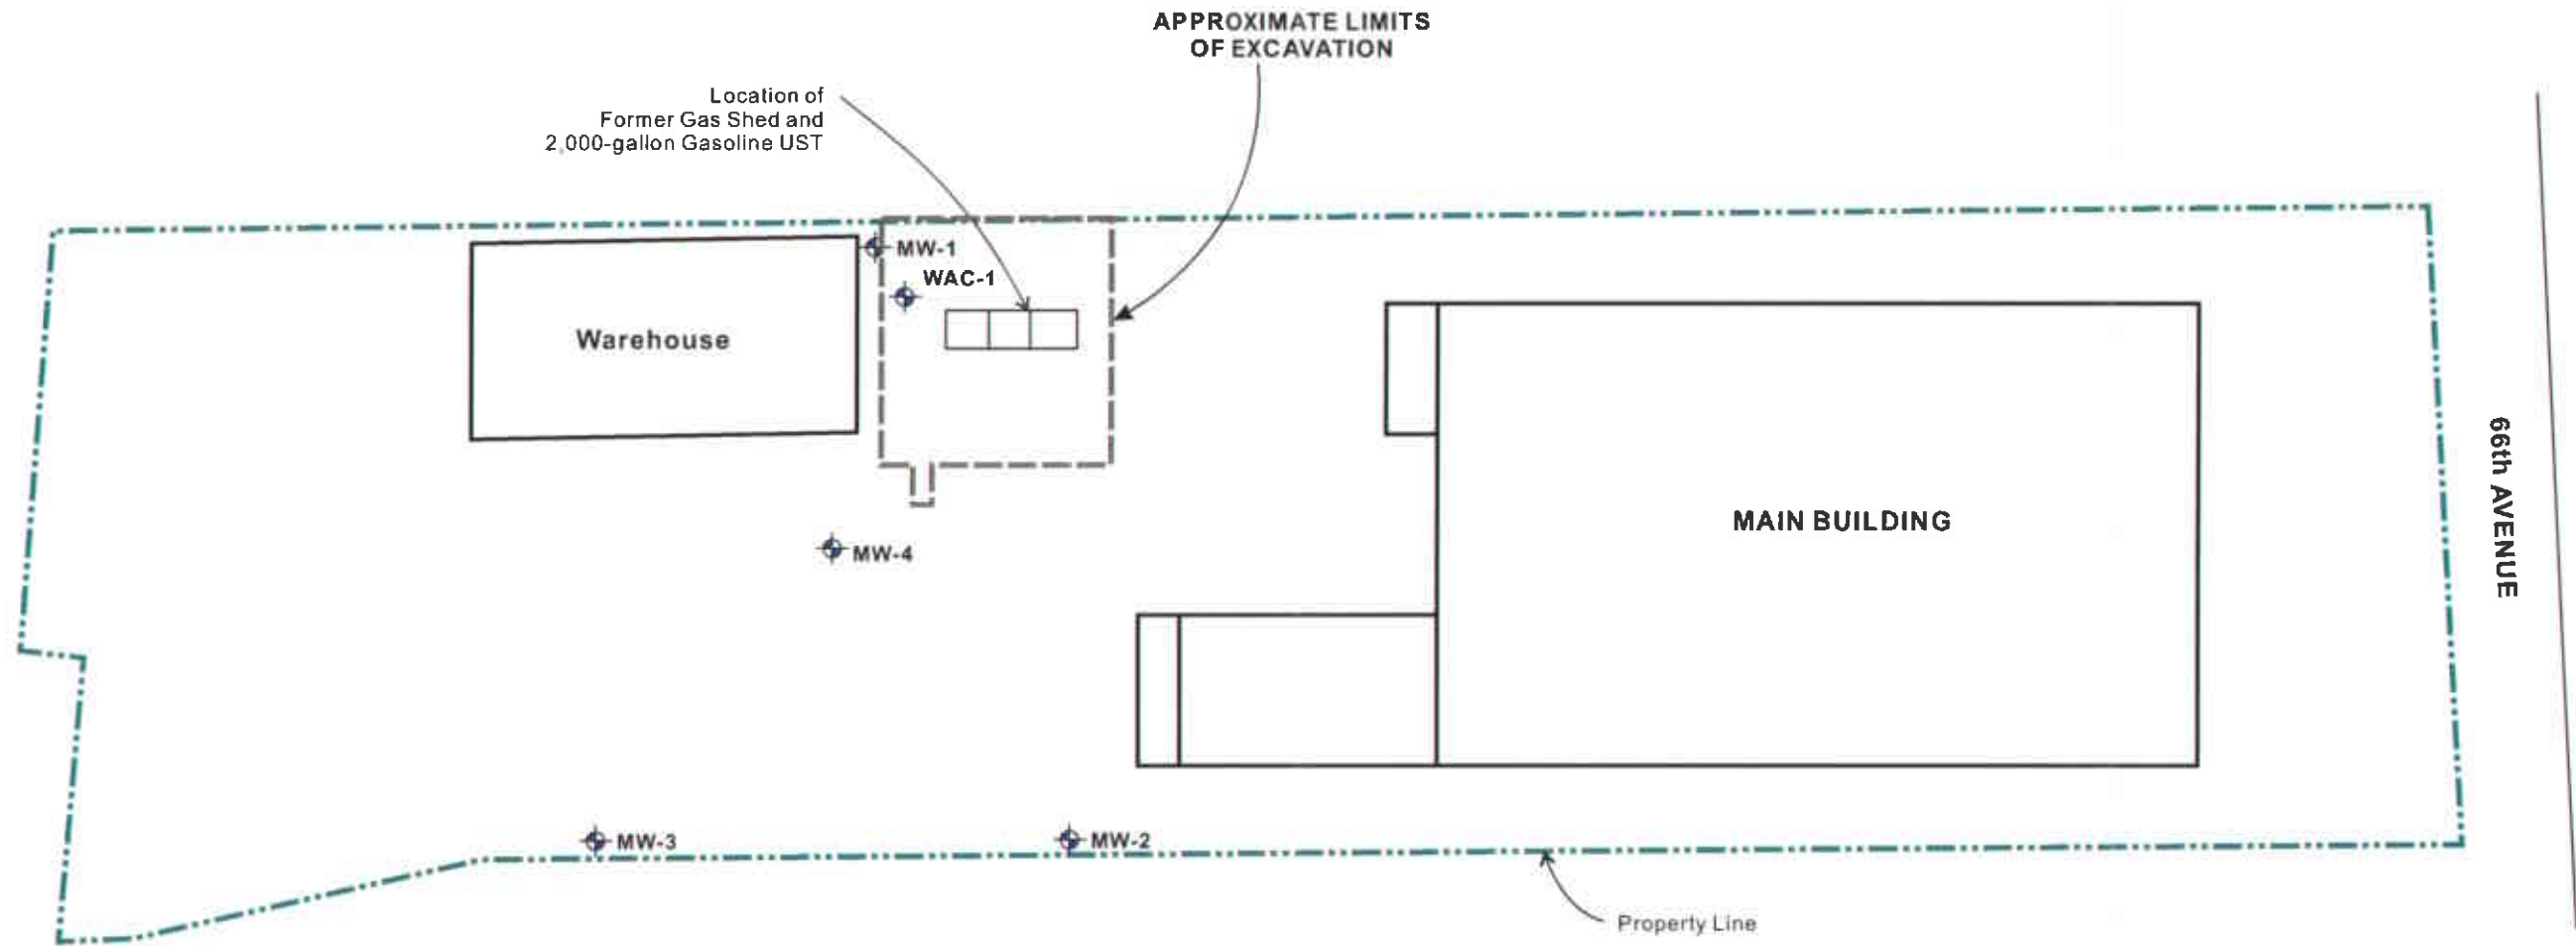 APPROXIMATE LIMITS
OF EXCAVATION
Location of
Former Gas Shed and
2,000-gallon Gasoline UST
MW-1
WAC-1
Warehouse
MAIN BUILDING
66th AVENUE
MW-4
MW-3
MW-2
Property Line